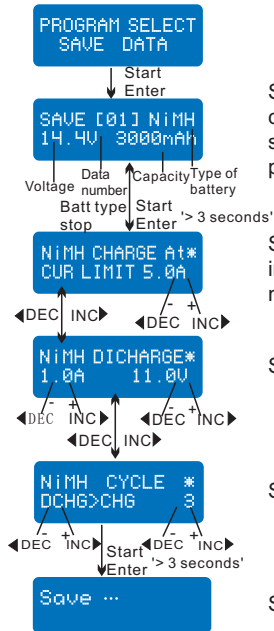 PROGRAM SELECT
SAVE DATA
Start
Enter
S
SAVE [01] NiMH
14.4V 3000mAh
Voltage Data number Capacity Type of battery
Batt type stop Start Enter '> 3 seconds'
S
NiMH CHARGE At*
CUR LIMIT 5.0A
DEC INC - + DEC INC
NiMH DICHARGE*
1.0A 11.0V
S
- + DEC INC - + DEC INC
DEC INC
NiMH CYCLE *
DCHG>CHG 3
S
- + DEC INC - + DEC INC
Start
Enter '> 3 seconds'
Save ...
S